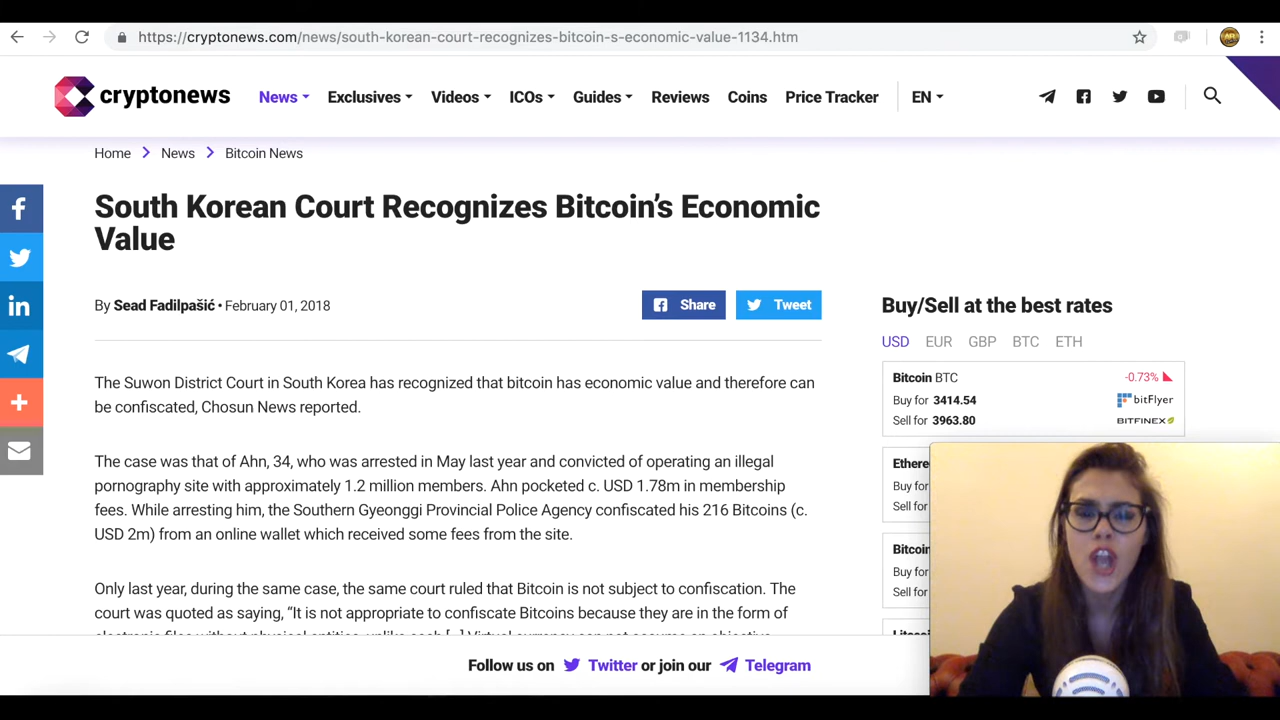 https://cryptonews.com/news/south-korean-court-recognizes-bitcoin-s-economic-value-1134.htm
cryptonews News Exclusives Videos ICOs Guides Reviews Coins Price Tracker EN
Home News Bitcoin News
South Korean Court Recognizes Bitcoin’s Economic
Value
By Sead Fadilpašić • February 01, 2018 Share Tweet
The Suwon District Court in South Korea has recognized that bitcoin has economic value and therefore can
be confiscated, Chosun News reported.
The case was that of Ahn, 34, who was arrested in May last year and convicted of operating an illegal
pornography site with approximately 1.2 million members. Ahn pocketed c. USD 1.78m in membership
fees. While arresting him, the Southern Gyeonggi Provincial Police Agency confiscated his 216 Bitcoins (c.
USD 2m) from an online wallet which received some fees from the site.
Only last year, during the same case, the same court ruled that Bitcoin is not subject to confiscation. The
court was quoted as saying, “It is not appropriate to confiscate Bitcoins because they are in the form of
Buy/Sell at the best rates
USD EUR GBP BTC ETH
Bitcoin BTC -0.73%
Buy for 3414.54 bitFlyer
Sell for 3963.80 BITFINEX
Ethere
Buy for
Sell for
Bitcoin
Buy for
Sell for
Follow us on Twitter or join our Telegram